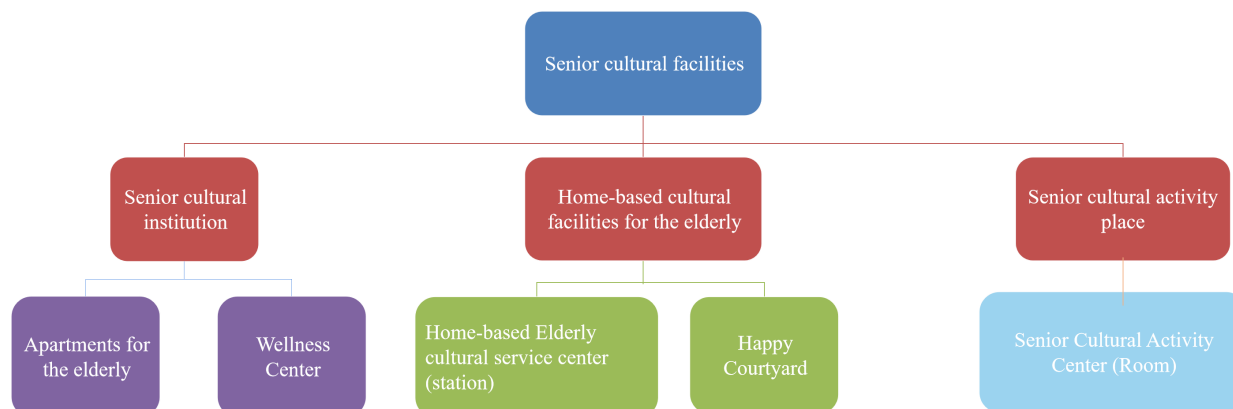 Senior cultural facilities
Senior cultural
institution
Home-based cultural
facilities for the elderly
Senior cultural activity
place
Apartments for
the elderly
Wellness
Center
Home-based Elderly
cultural service center
(station)
Happy
Courtyard
Senior Cultural Activity
Center (Room)